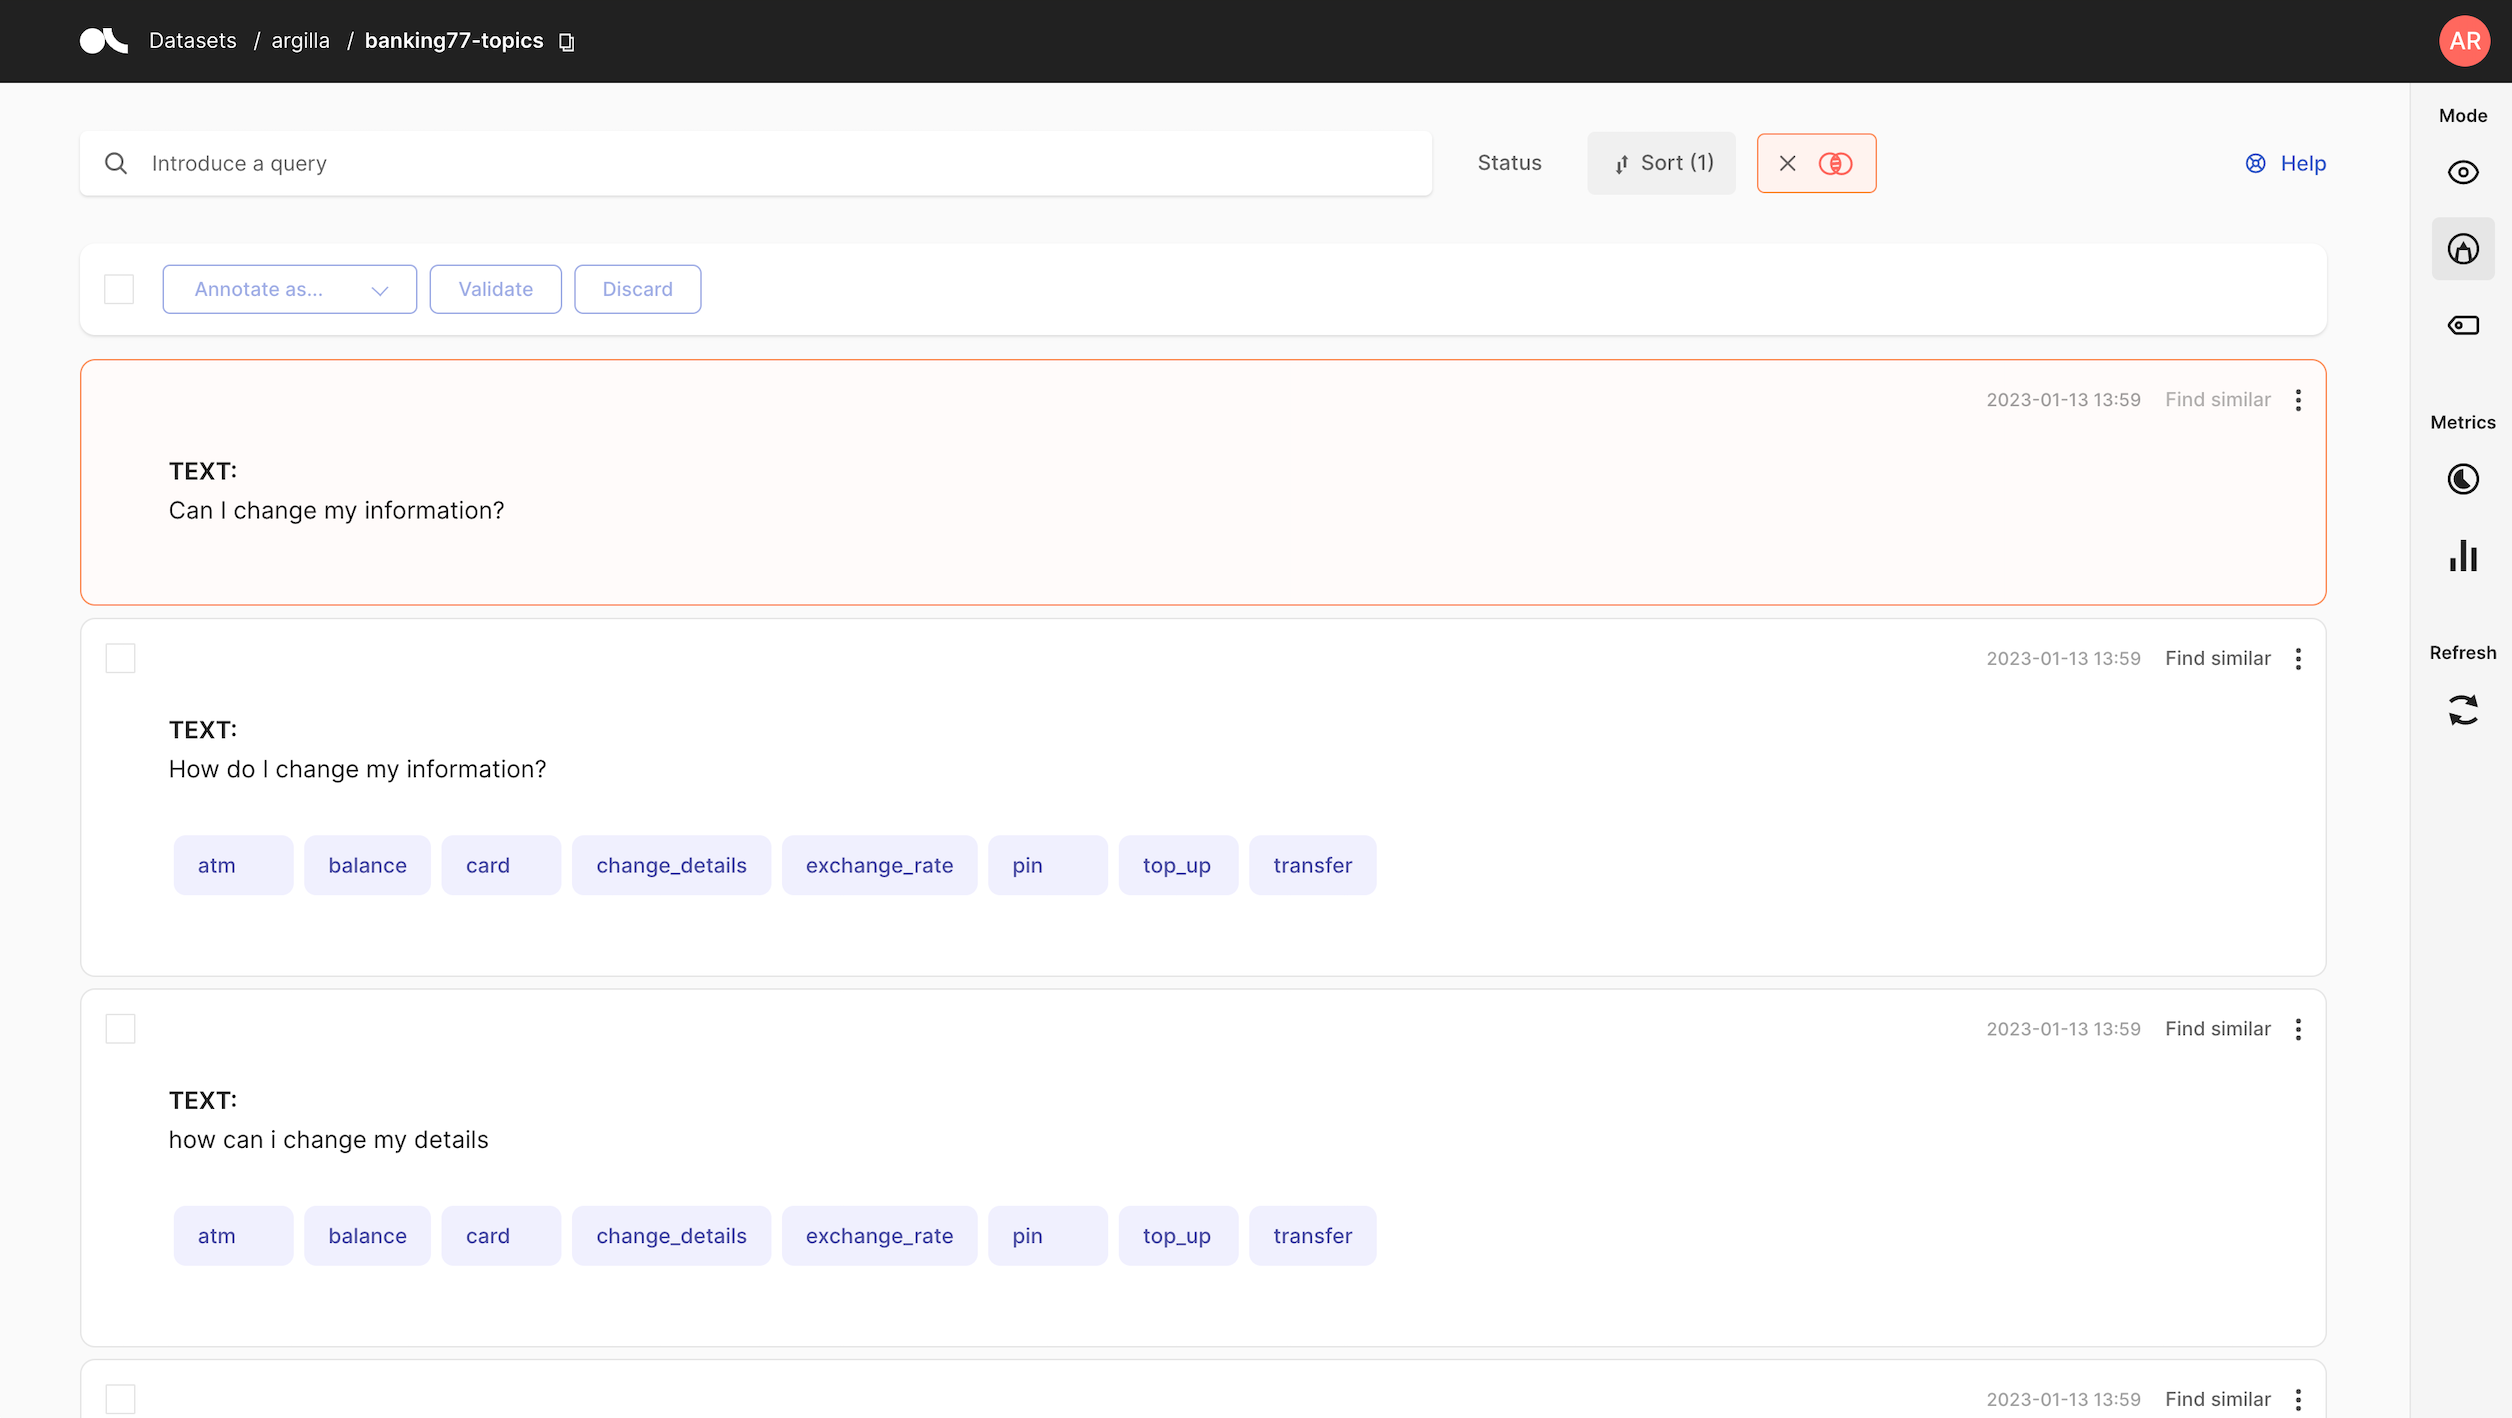 Datasets / argilla / banking77-topics
AR
Introduce a query
Status
Sort (1)
Help
Mode
Annotate as...
Validate
Discard
2023-01-13 13:59 Find similar
TEXT:
Can I change my information?
Metrics
Refresh
2023-01-13 13:59 Find similar
TEXT:
How do I change my information?
atm balance card change_details exchange_rate pin top_up transfer
2023-01-13 13:59 Find similar
TEXT:
how can i change my details
atm balance card change_details exchange_rate pin top_up transfer
2023-01-13 13:59 Find similar